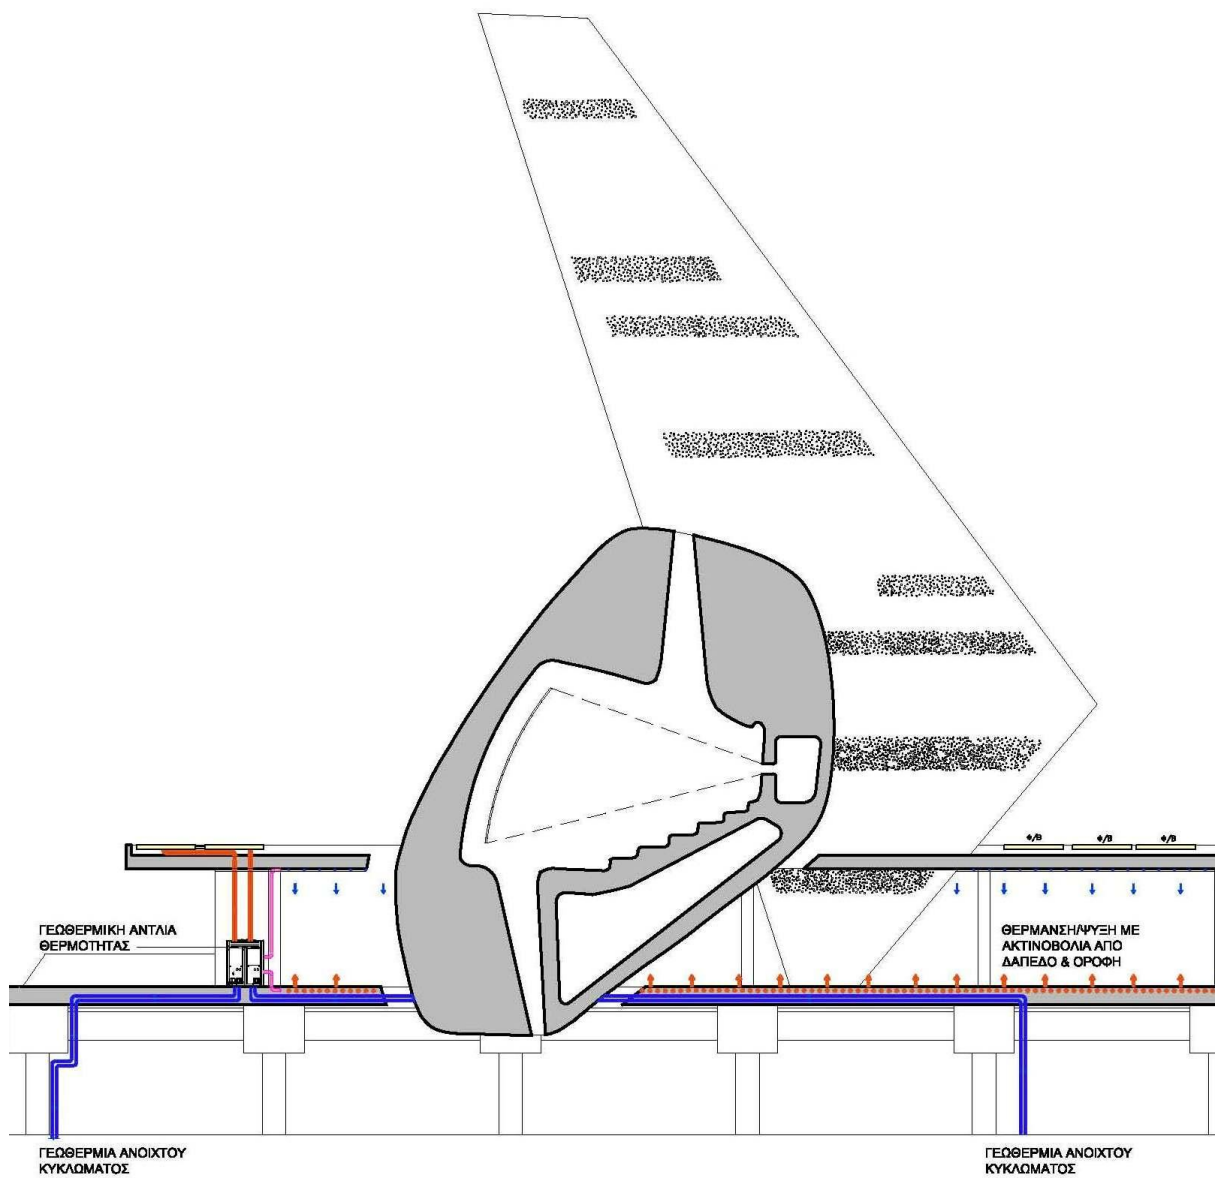 Φ/Β Φ/Β Φ/Β
ΓΕΩΘΕΡΜΙΚΗ ΑΝΤΛΙΑ
ΘΕΡΜΟΤΗΤΑΣ
ΘΕΡΜΑΝΣΗ/ΨΥΞΗ ΜΕ
ΑΚΤΙΝΟΒΟΛΙΑ ΑΠΟ
ΔΑΠΕΔΟ & ΟΡΟΦΗ
ΓΕΩΘΕΡΜΙΑ ΑΝΟΙΧΤΟΥ
ΚΥΚΛΩΜΑΤΟΣ
ΓΕΩΘΕΡΜΙΑ ΑΝΟΙΧΤΟΥ
ΚΥΚΛΩΜΑΤΟΣ